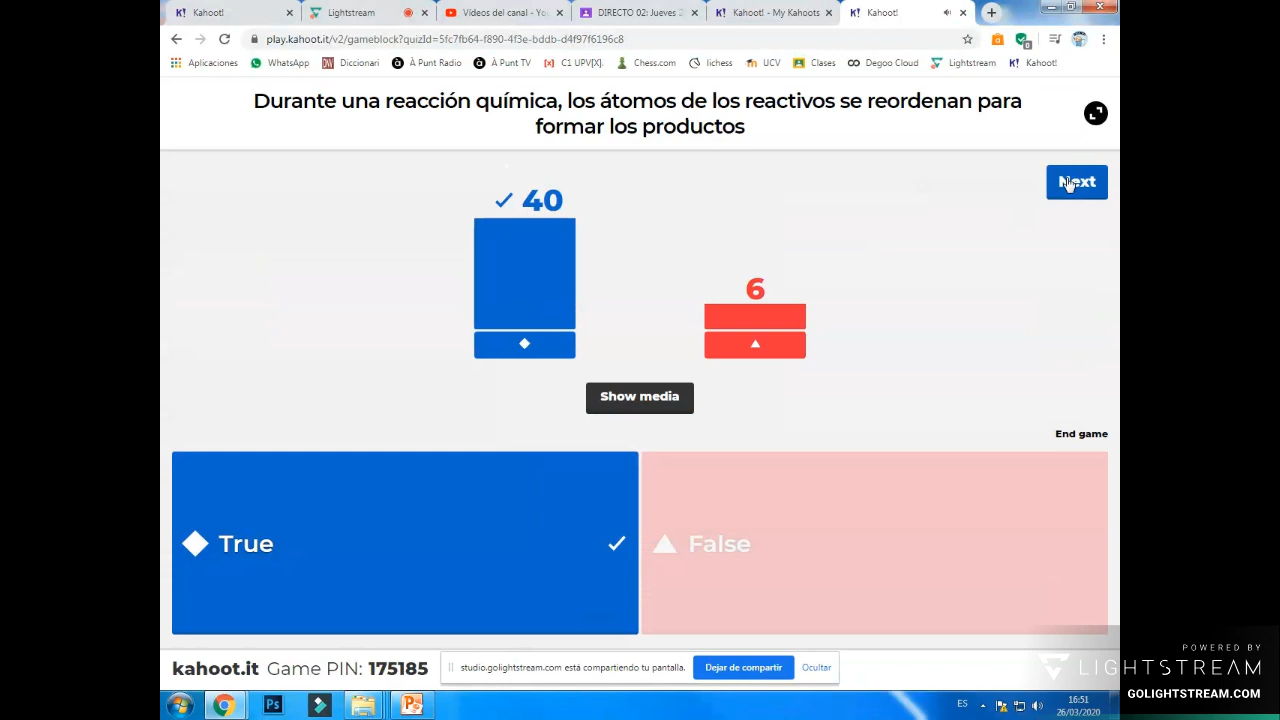 Kahoot!
Lightstream
Vídeos del canal - Yo
DIRECTO 02: Jueves 2
Kahoot! - My Kahoots
Kahoot!
play.kahoot.it/v2/gameblock?quizId=5fc7fb64-f890-4f3e-bddb-d4f97f6196c8
Aplicaciones
WhatsApp
Diccionari
À Punt Radio
À Punt TV
C1 UPV[X].
Chess.com
lichess
UCV
Clases
Degoo Cloud
Lightstream
Kahoot!
Durante una reacción química, los átomos de los reactivos se reordenan para
formar los productos
Next
40
6
Show media
End game
True
False
kahoot.it Game PIN: 175185
studio.golightstream.com está compartiendo tu pantalla.
Dejar de compartir
Ocultar
POWERED BY
LIGHTSTREAM
GOLIGHTSTREAM.COM
ES
16:51
26/03/2020
Ps